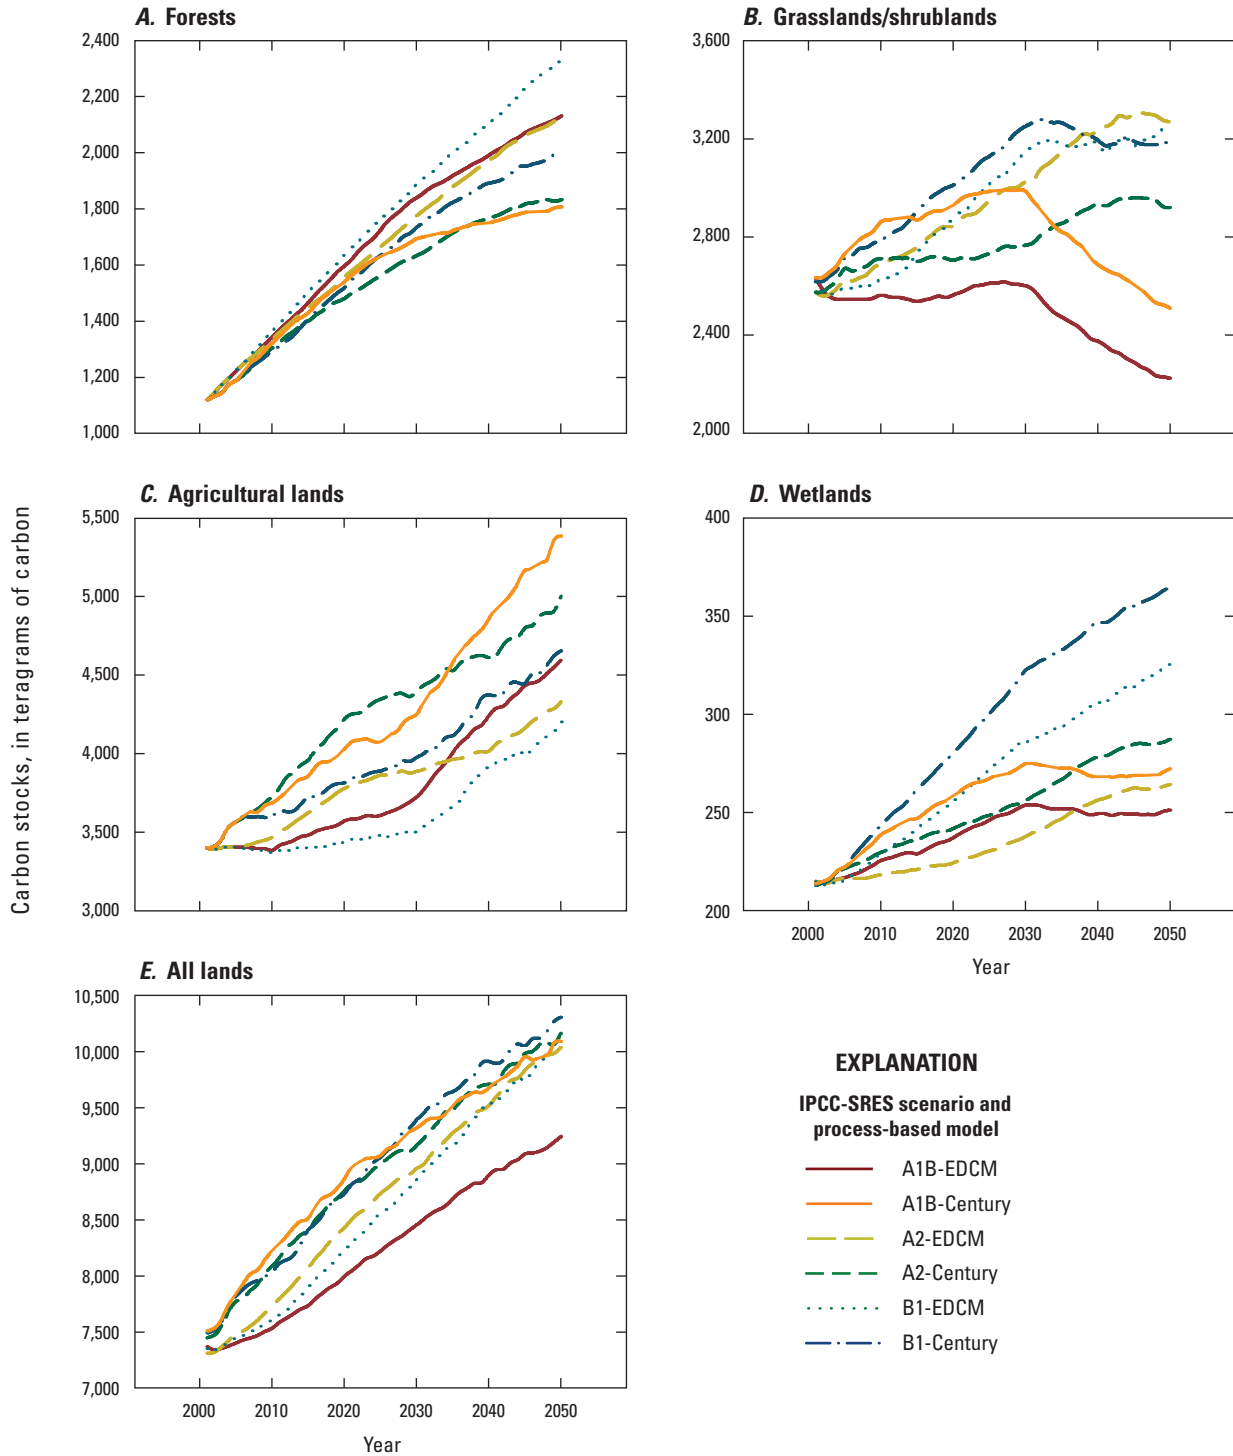 A. Forests
2,400
2,200
2,000
1,800
1,600
1,400
1,200
1,000
B. Grasslands/shrublands
3,600
3,200
2,800
2,400
2,000
Carbon stocks, in teragrams of carbon
C. Agricultural lands
5,500
5,000
4,500
4,000
3,500
3,000
D. Wetlands
400
350
300
250
200
2000 2010 2020 2030 2040 2050
Year
E. All lands
10,500
10,000
9,500
9,000
8,500
8,000
7,500
7,000
2000 2010 2020 2030 2040 2050
Year
EXPLANATION
IPCC-SRES scenario and
process-based model
A1B-EDCM
A1B-Century
A2-EDCM
A2-Century
B1-EDCM
B1-Century